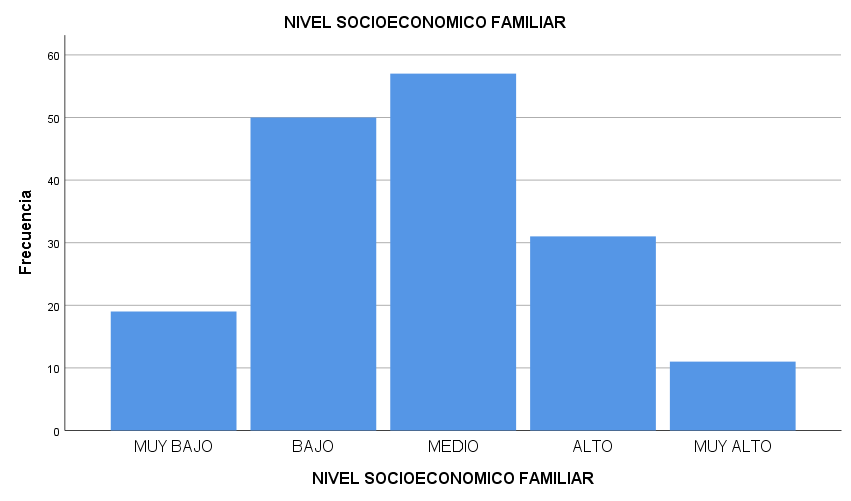 NIVEL SOCIOECONOMICO FAMILIAR
60
50
40
30
20
10
0
Frecuencia
MUY BAJO BAJO MEDIO ALTO MUY ALTO
NIVEL SOCIOECONOMICO FAMILIAR